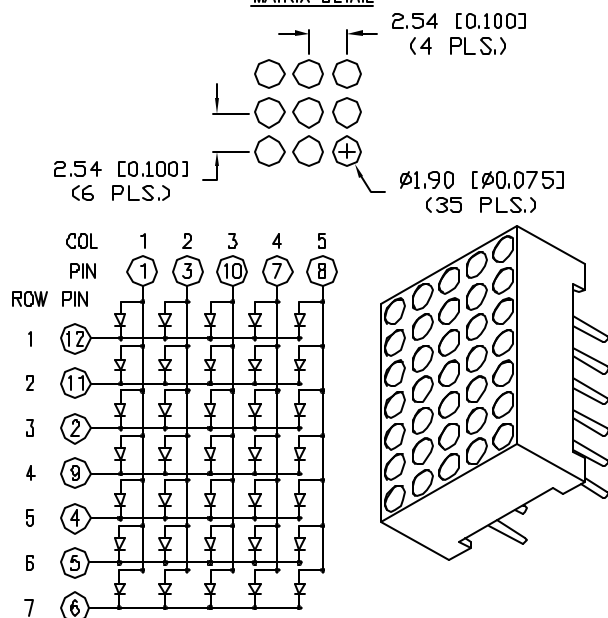 MATRIX DETAIL
2.54 [0.100]
(4 PLS.)
2.54 [0.100]
(6 PLS.)
Ø1.90 [Ø0.075]
(35 PLS.)
COL 1 2 3 4 5
PIN 1 3 10 7 8
ROW PIN
1 12
2 11
3 2
4 9
5 4
6 5
7 6